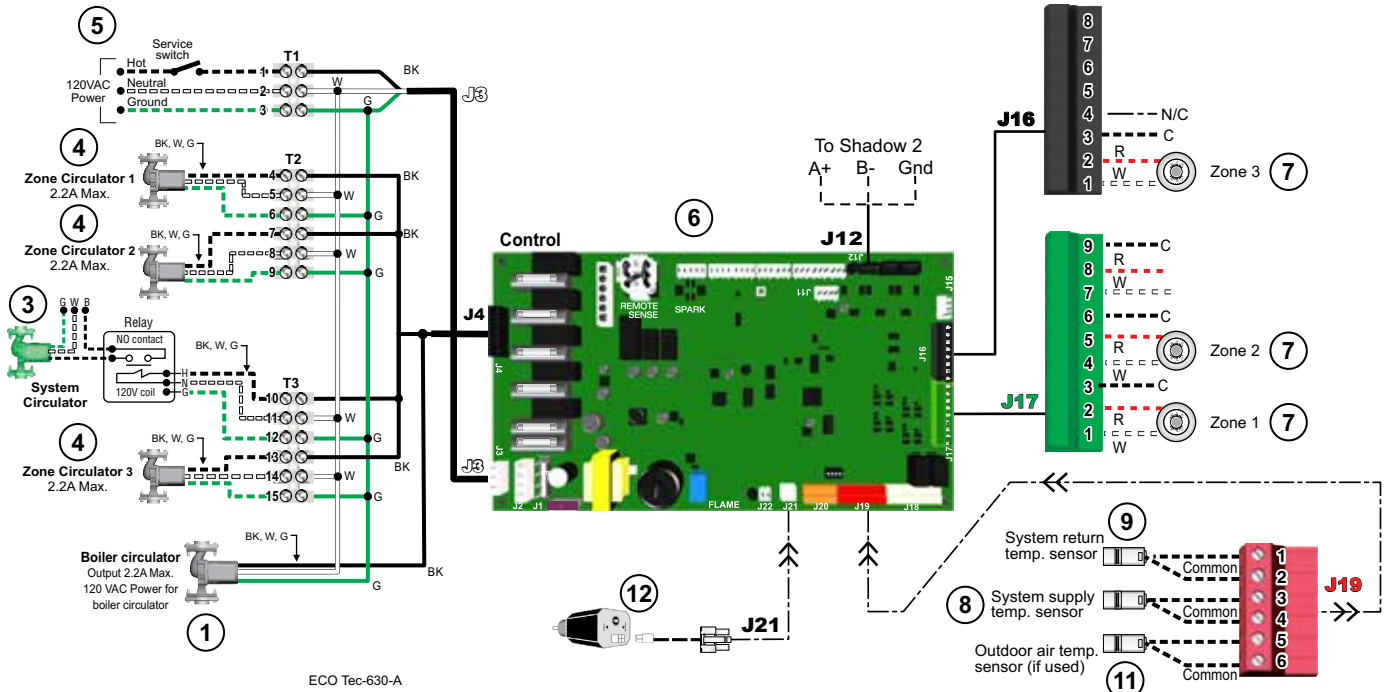 5
Service
switch
Hot
120VAC
Power
Neutral
Ground
T1
1
2
3
BK
W
G
J3
4
BK, W, G
Zone Circulator 1
2.2A Max.
T2
4
5
6
7
8
9
W
G
BK
W
G
4
BK, W, G
Zone Circulator 2
2.2A Max.
3
G W B
Relay
NO contact
120V coil
H
N
G
System
Circulator
BK, W, G
T3
10
11
12
13
14
15
W
G
BK
W
G
4
BK, W, G
Zone Circulator 3
2.2A Max.
Boiler circulator
Output 2.2A Max.
120 VAC Power for
boiler circulator
BK, W, G
BK
G
1
ECO Tec-630-A
6
To Shadow 2
A+ B- Gnd
J12
Control
J4
J3
REMOTE
SENSE
SPARK
J12
J11
J15
J16
J17
J4
J3
J2
J1
FLAME
J22
J21
J20
J19
J18
J16
8
7
6
5
4
3
2
1
N/C
C
R
W
Zone 3
7
J17
9
8
7
6
5
4
3
2
1
C
R
W
C
R
W
Zone 2
7
C
R
W
Zone 1
7
12
J21
9
System return
temp. sensor
Common
8
System supply
temp. sensor
Common
Outdoor air temp.
sensor (if used)
Common
11
1
2
3
4
5
6
J19